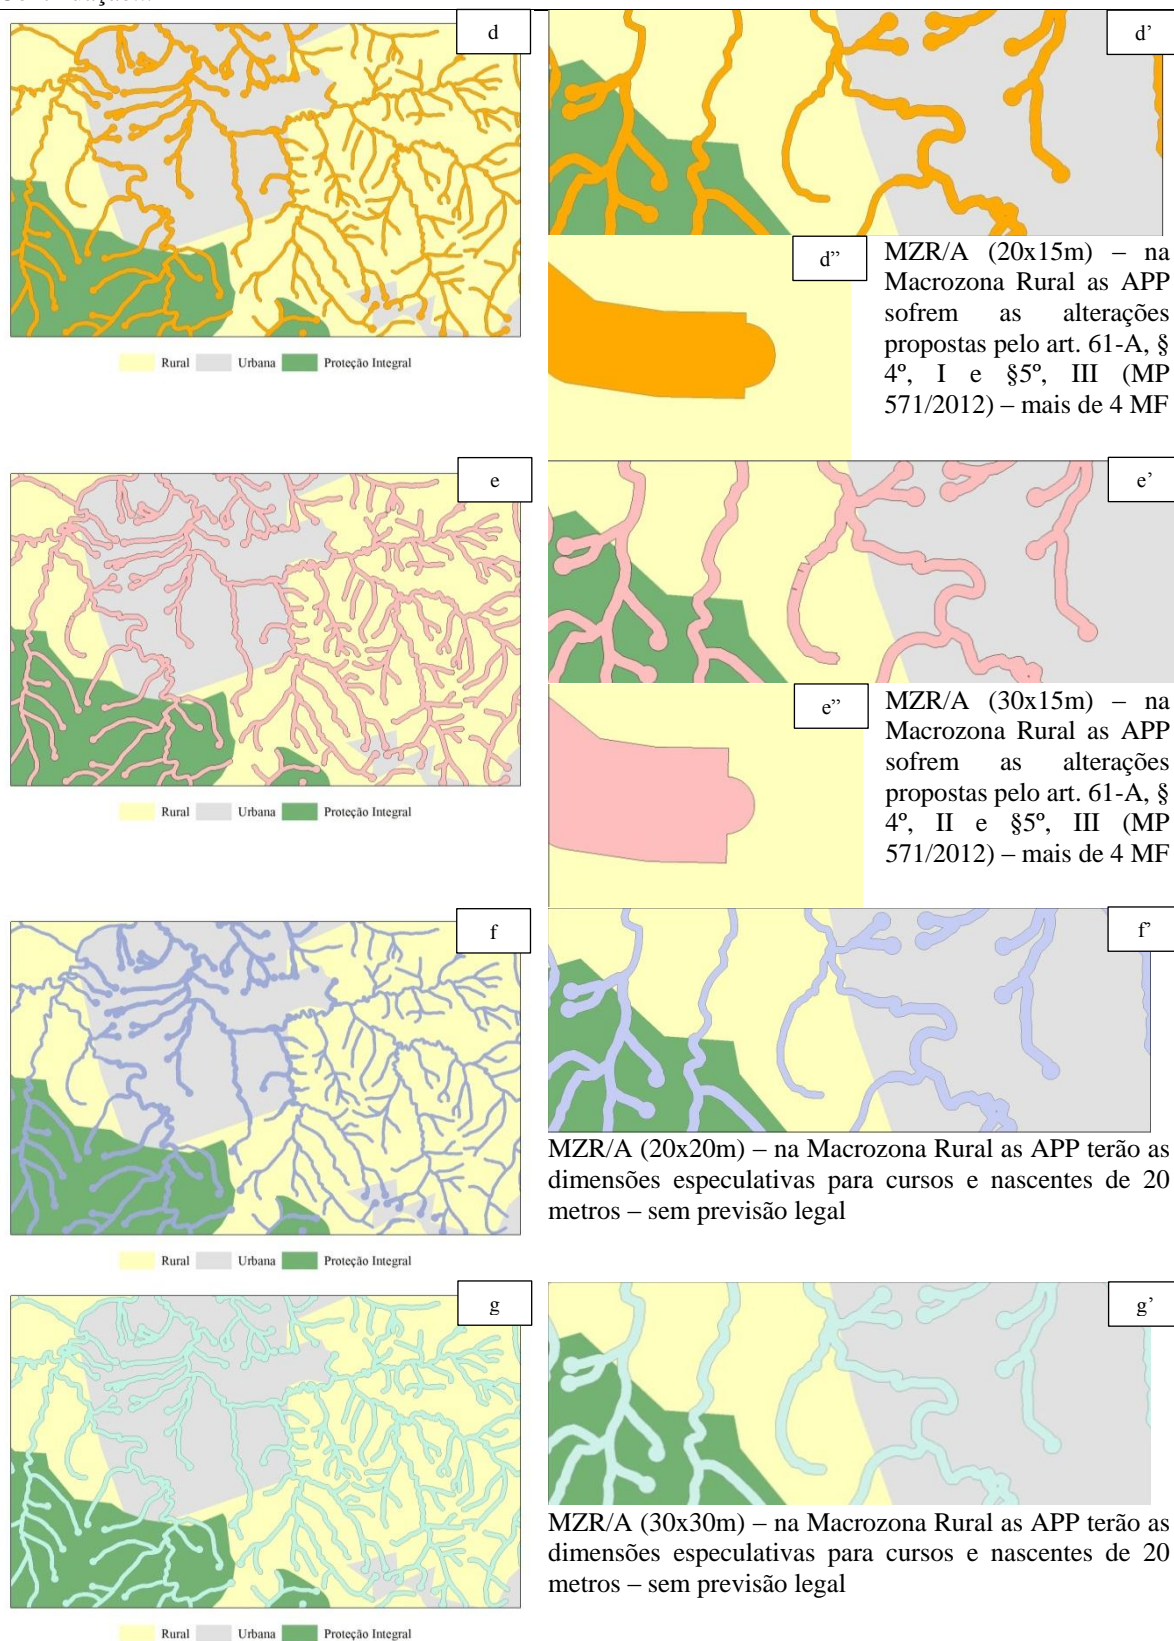 d
d’
d”
MZR/A (20x15m) – na
Macrozona Rural as APP
sofrem as alterações
propostas pelo art. 61-A, §
4º, I e §5º, III (MP
571/2012) – mais de 4 MF
Rural Urbana Proteção Integral
e
e’
e”
MZR/A (30x15m) – na
Macrozona Rural as APP
sofrem as alterações
propostas pelo art. 61-A, §
4º, II e §5º, III (MP
571/2012) – mais de 4 MF
Rural Urbana Proteção Integral
f
f’
MZR/A (20x20m) – na Macrozona Rural as APP terão as
dimensões especulativas para cursos e nascentes de 20
metros – sem previsão legal
Rural Urbana Proteção Integral
g
g’
MZR/A (30x30m) – na Macrozona Rural as APP terão as
dimensões especulativas para cursos e nascentes de 20
metros – sem previsão legal
Rural Urbana Proteção Integral